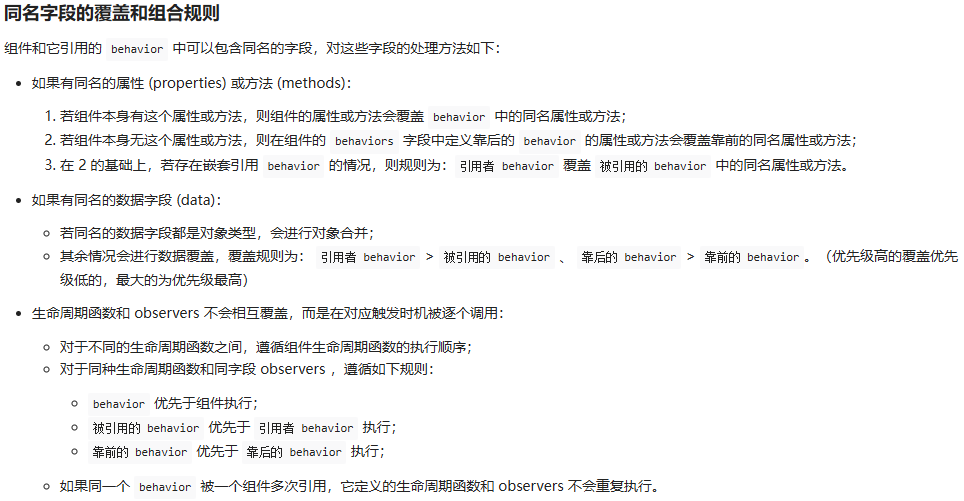 同名字段的覆盖和组合规则
组件和它引用的 behavior 中可以包含同名的字段，对这些字段的处理方法如下：
• 如果有同名的属性 (properties) 或方法 (methods)：
1. 若组件本身有这个属性或方法，则组件的属性或方法会覆盖 behavior 中的同名属性或方法；
2. 若组件本身无这个属性或方法，则在组件的 behaviors 字段中定义靠后的 behavior 的属性或方法会覆盖靠前的同名属性或方法；
3. 在 2 的基础上，若存在嵌套引用 behavior 的情况，则规则为：引用者 behavior 覆盖 被引用的 behavior 中的同名属性或方法。
• 如果有同名的数据字段 (data)：
◦ 若同名的数据字段都是对象类型，会进行对象合并；
◦ 其余情况会进行数据覆盖，覆盖规则为： 引用者 behavior > 被引用的 behavior 、 靠后的 behavior > 靠前的 behavior。（优先级高的覆盖优先
级低的，最大的为优先级最高）
• 生命周期函数和 observers 不会相互覆盖，而是在对应触发时机被逐个调用：
◦ 对于不同的生命周期函数之间，遵循组件生命周期函数的执行顺序；
◦ 对于同种生命周期函数和同字段 observers ，遵循如下规则：
◦ behavior 优先于组件执行；
◦ 被引用的 behavior 优先于 引用者 behavior 执行；
◦ 靠前的 behavior 优先于 靠后的 behavior 执行；
◦ 如果同一个 behavior 被一个组件多次引用，它定义的生命周期函数和 observers 不会重复执行。